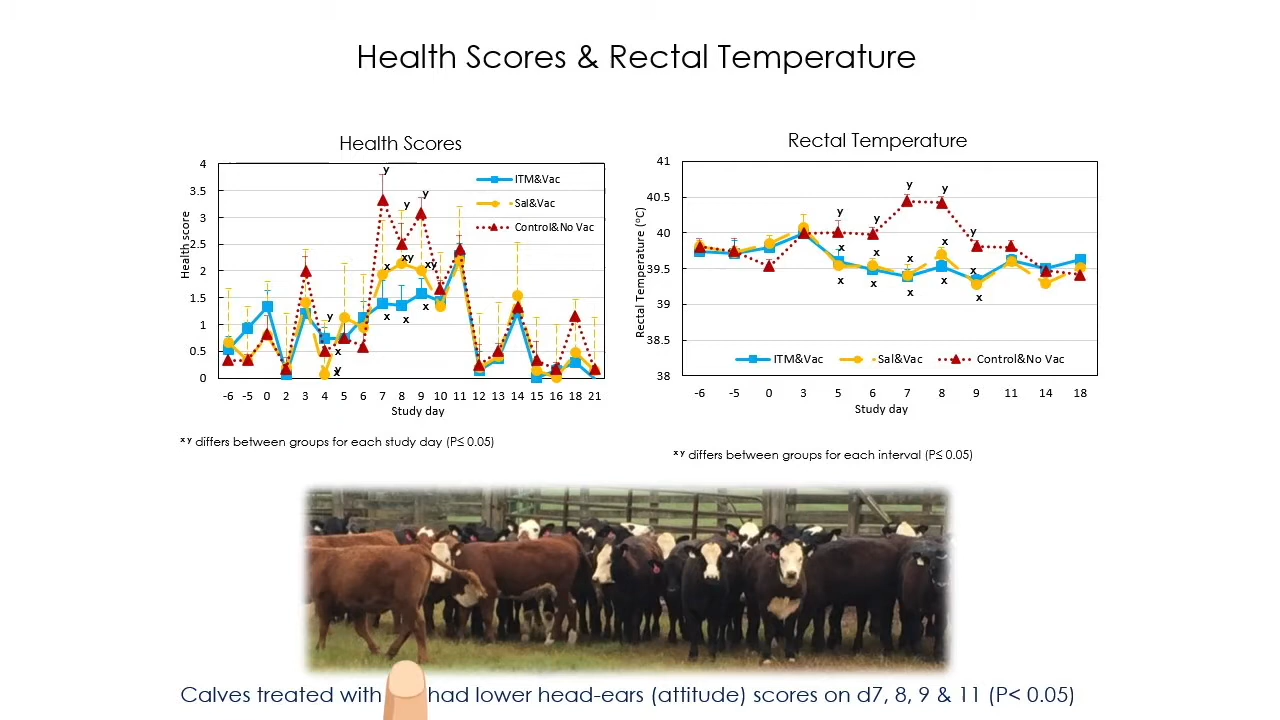 Health Scores & Rectal Temperature
Health Scores
Health score
4
3.5
3
2.5
2
1.5
1
0.5
0
ITM&Vac
Sal&Vac
Control&No Vac
y
y
y
x
xy
xy
x
x
x
y
x
y
x
-6 -5 0 2 3 4 5 6 7 8 9 10 11 12 13 14 15 16 18 21
Study day
x y differs between groups for each study day (P≤ 0.05)
Rectal Temperature
Rectal Temperature (°C)
41
40.5
40
39.5
39
38.5
38
y
y
y
y
y
x
x
x
x
x
x
x
x
x
x
ITM&Vac
Sal&Vac
Control&No Vac
-6 -5 0 3 5 6 7 8 9 11 14 18
Study day
x y differs between groups for each interval (P≤ 0.05)
Calves treated with had lower head-ears (attitude) scores on d7, 8, 9 & 11 (P< 0.05)